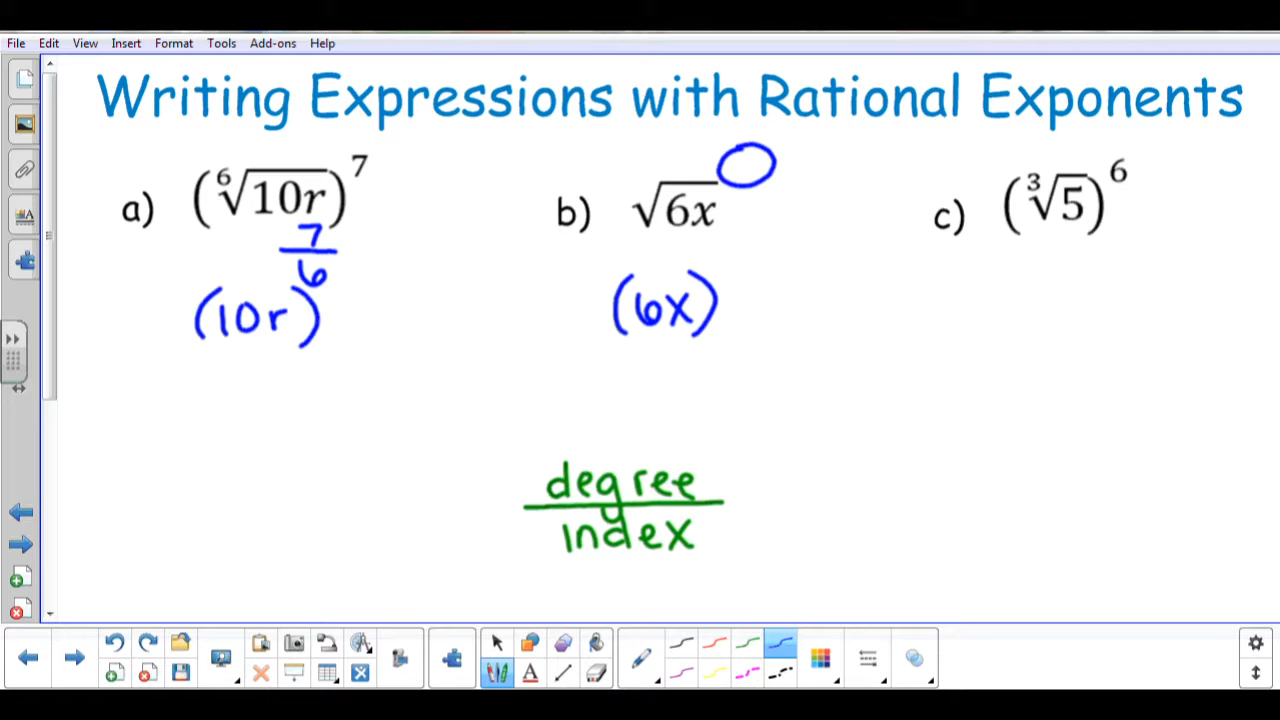 File Edit View Insert Format Tools Add-ons Help
Writing Expressions with Rational Exponents
a) (⁶√10r)⁷
b) √6x
c) (³√5)⁶
7
6
(10r)
(6x)
degree
index